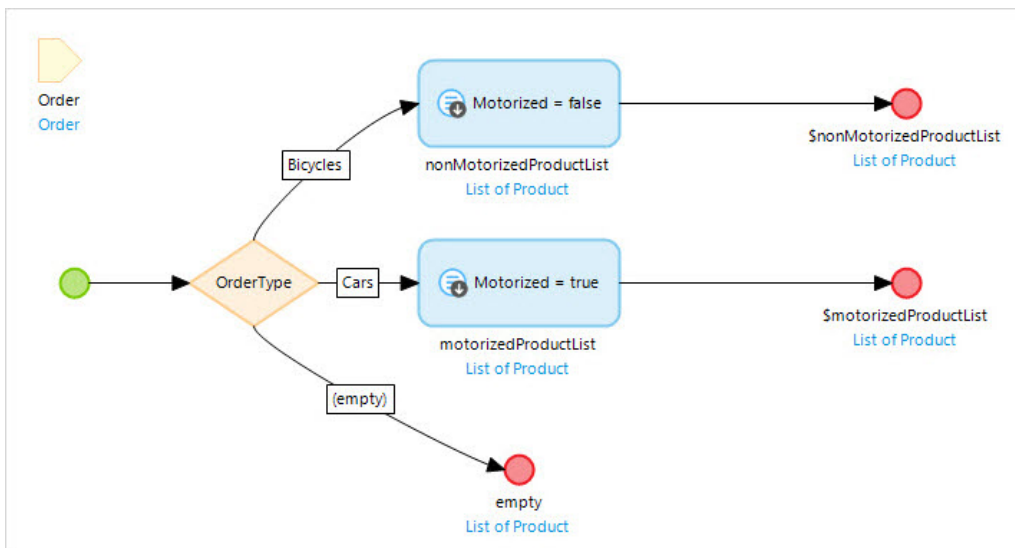 Order
Order
Motorized = false
Bicycles
nonMotorizedProductList
List of Product
$nonMotorizedProductList
List of Product
OrderType
Cars
Motorized = true
motorizedProductList
List of Product
$motorizedProductList
List of Product
(empty)
empty
List of Product